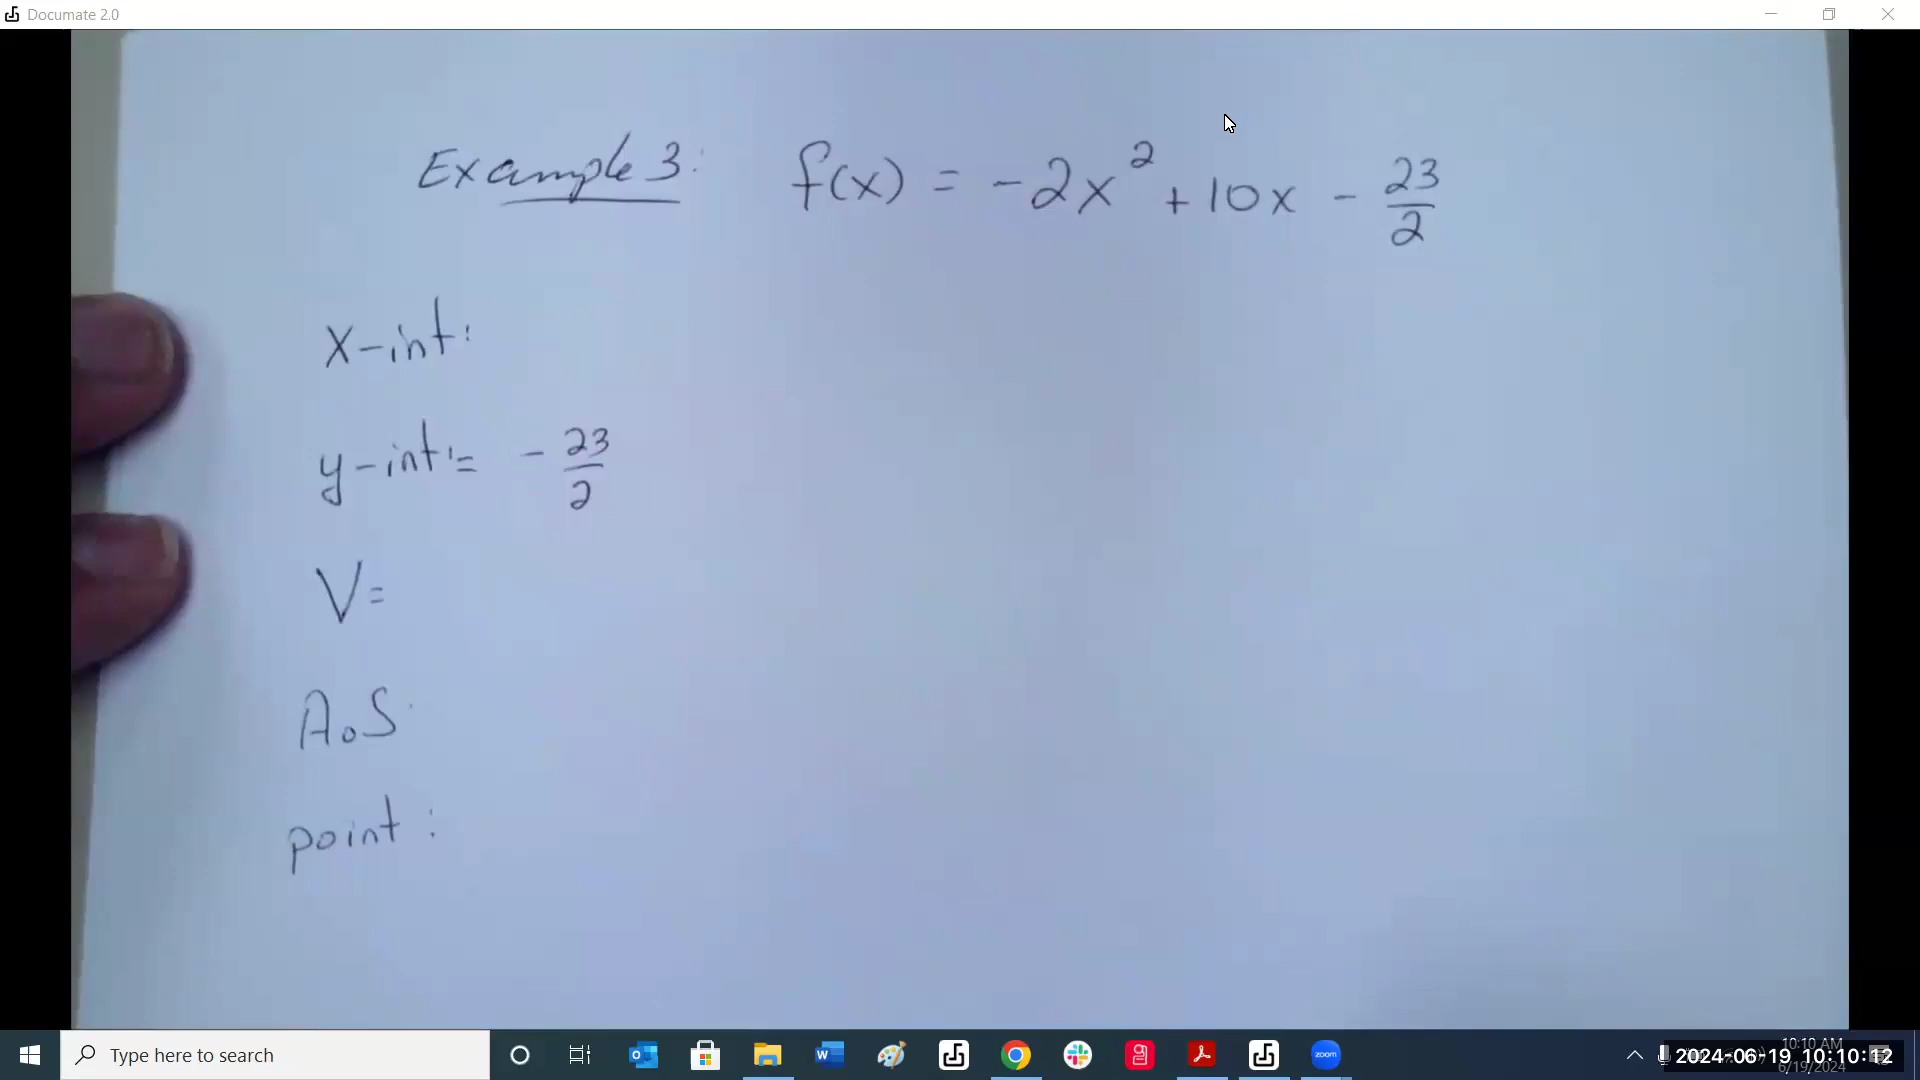 Documate 2.0
Example 3: f(x) = -2x² + 10x - 23/2
x-int:
y-int = - 23/2
V=
AoS:
point:
Type here to search
10:10 AM
2024-06-19 10:10:12
6/19/2024